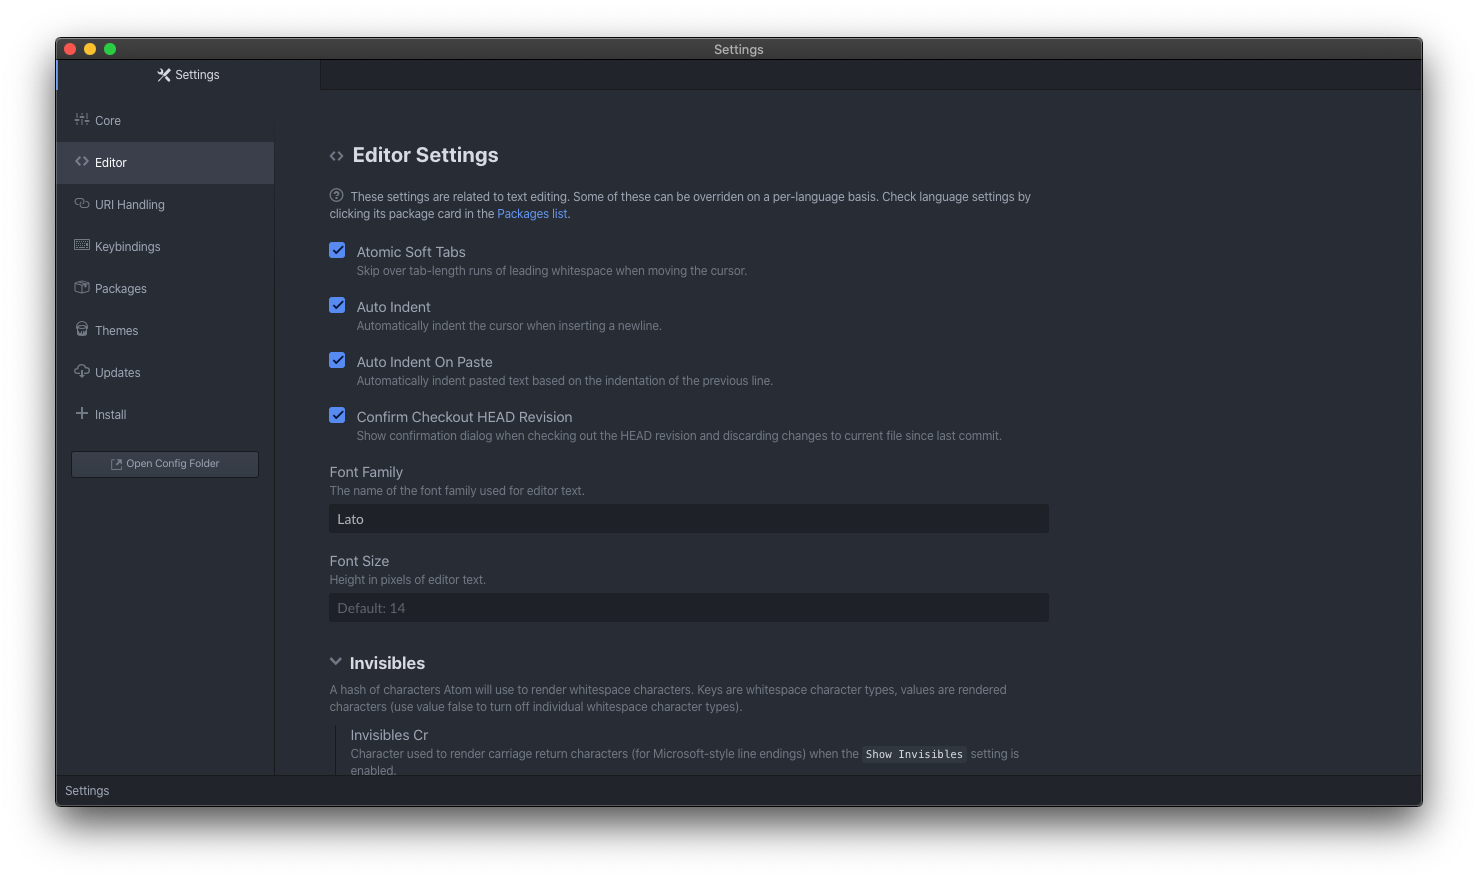 Settings
Settings
Core
Editor
URI Handling
Keybindings
Packages
Themes
Updates
Install
Open Config Folder
Editor Settings
These settings are related to text editing. Some of these can be overriden on a per-language basis. Check language settings by
clicking its package card in the Packages list.
Atomic Soft Tabs
Skip over tab-length runs of leading whitespace when moving the cursor.
Auto Indent
Automatically indent the cursor when inserting a newline.
Auto Indent On Paste
Automatically indent pasted text based on the indentation of the previous line.
Confirm Checkout HEAD Revision
Show confirmation dialog when checking out the HEAD revision and discarding changes to current file since last commit.
Font Family
The name of the font family used for editor text.
Lato
Font Size
Height in pixels of editor text.
Default: 14
Invisibles
A hash of characters Atom will use to render whitespace characters. Keys are whitespace character types, values are rendered
characters (use value false to turn off individual whitespace character types).
Invisibles Cr
Character used to render carriage return characters (for Microsoft-style line endings) when the Show Invisibles setting is
enabled.
Settings